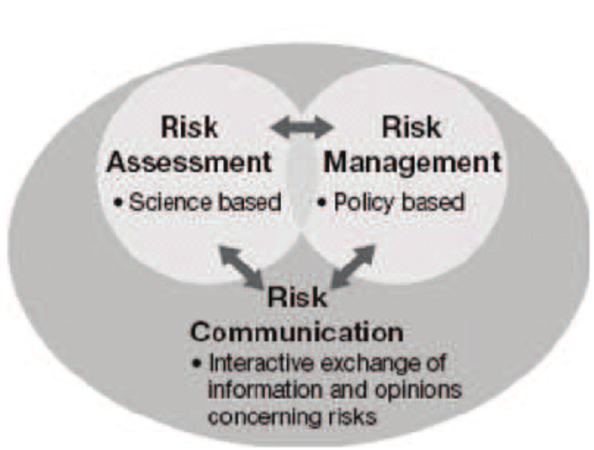 Risk
Assessment
• Science based
Risk
Management
• Policy based
Risk
Communication
• Interactive exchange of
information and opinions
concerning risks